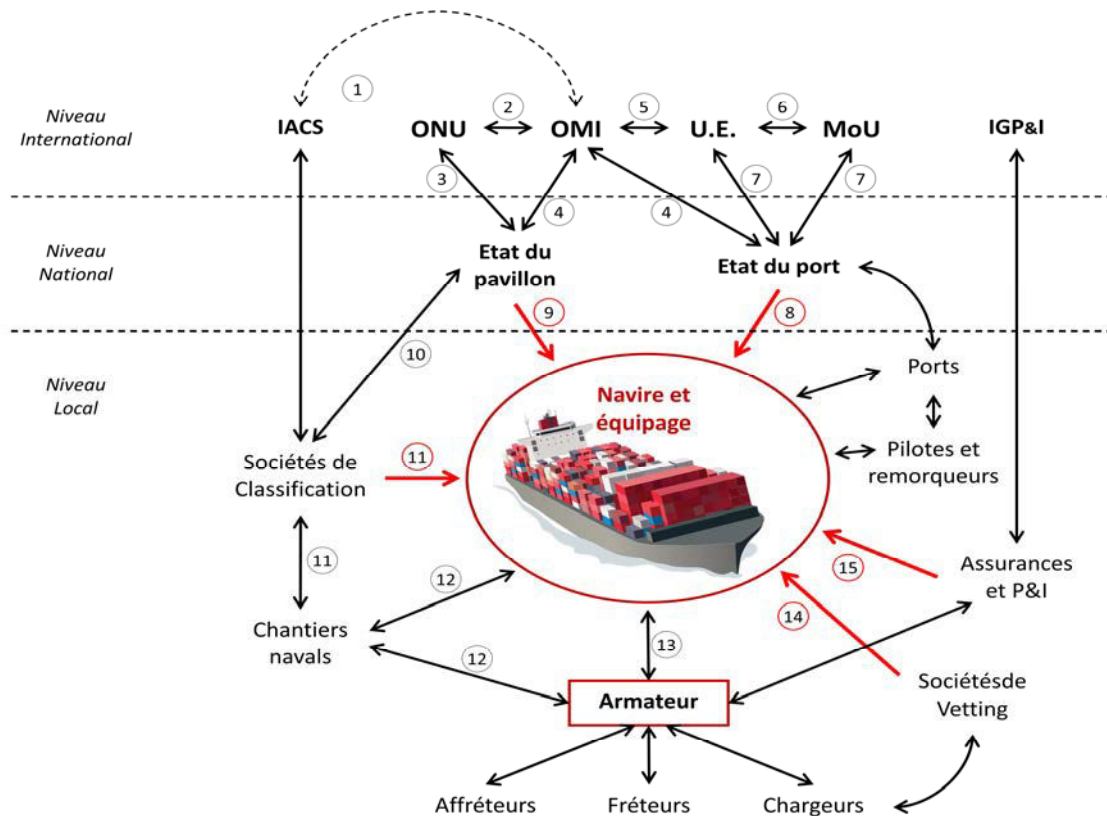 1
2
5
6
Niveau
International
IACS
ONU
OMI
U.E.
MoU
IGP&I
3
4
4
7
7
Niveau
National
Etat du
pavillon
Etat du port
9
8
10
Niveau
Local
Navire et
équipage
Ports
Pilotes et
remorqueurs
Sociétés de
Classification
11
11
15
Assurances
et P&I
12
14
Chantiers
navals
12
13
Armateur
Sociétésde
Vetting
Affréteurs
Fréteurs
Chargeurs